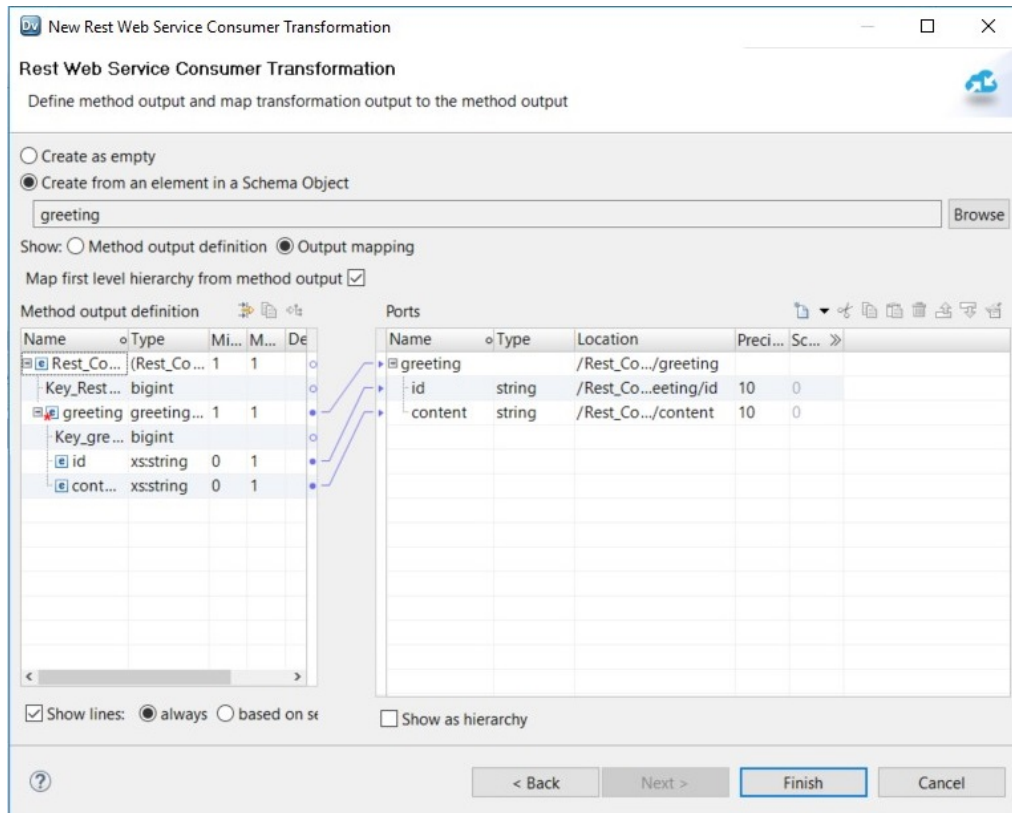 Dv New Rest Web Service Consumer Transformation
Rest Web Service Consumer Transformation
Define method output and map transformation output to the method output
Create as empty
Create from an element in a Schema Object
greeting Browse
Show: Method output definition Output mapping
Map first level hierarchy from method output
Method output definition Ports
Name Type Mi... M... De Name Type Location Preci... Sc... »
e Rest_Co... (Rest_Co... 1 1 greeting /Rest_Co.../greeting
Key_Rest... bigint id string /Rest_Co...eeting/id 10 0
e greeting greeting... 1 1 content string /Rest_Co.../content 10 0
Key_gre... bigint
e id xs:string 0 1
e cont... xs:string 0 1
Show lines: always based on se Show as hierarchy
? < Back Next > Finish Cancel